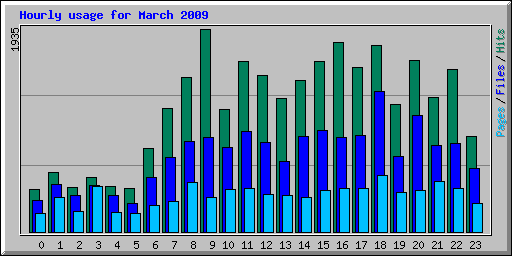 Hourly usage for March 2009
1935
Pages / Files / Hits
0 1 2 3 4 5 6 7 8 9 10 11 12 13 14 15 16 17 18 19 20 21 22 23